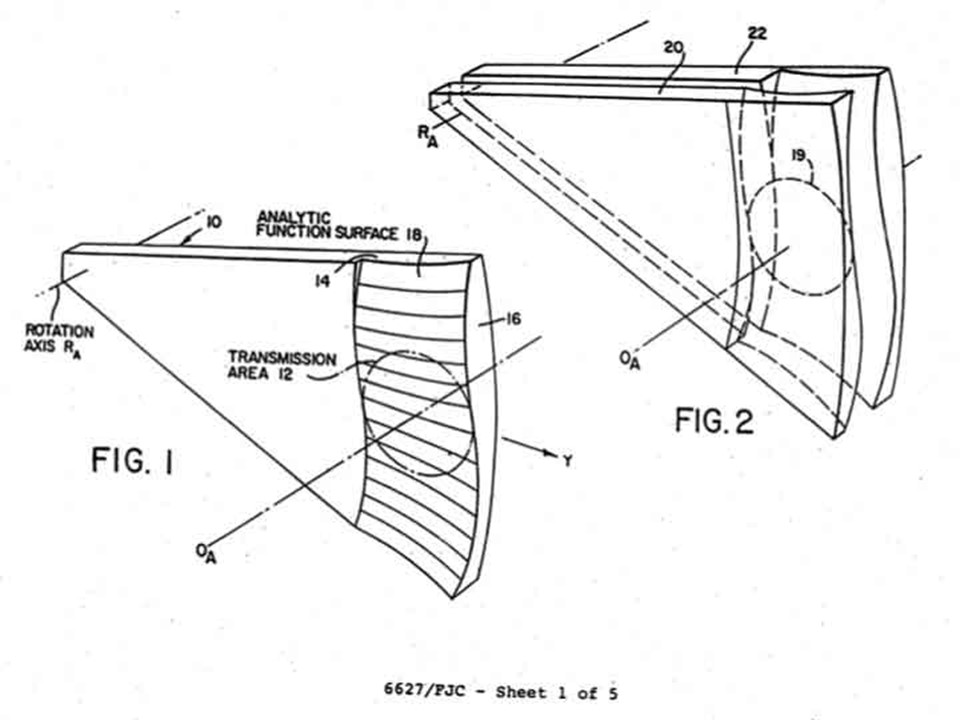 22
20
R_A
19
10
ANALYTIC
FUNCTION SURFACE 18
14
16
ROTATION
AXIS R_A
TRANSMISSION
AREA 12
O_A
FIG. 2
FIG. 1
Y
O_A
6627/FJC - Sheet 1 of 5